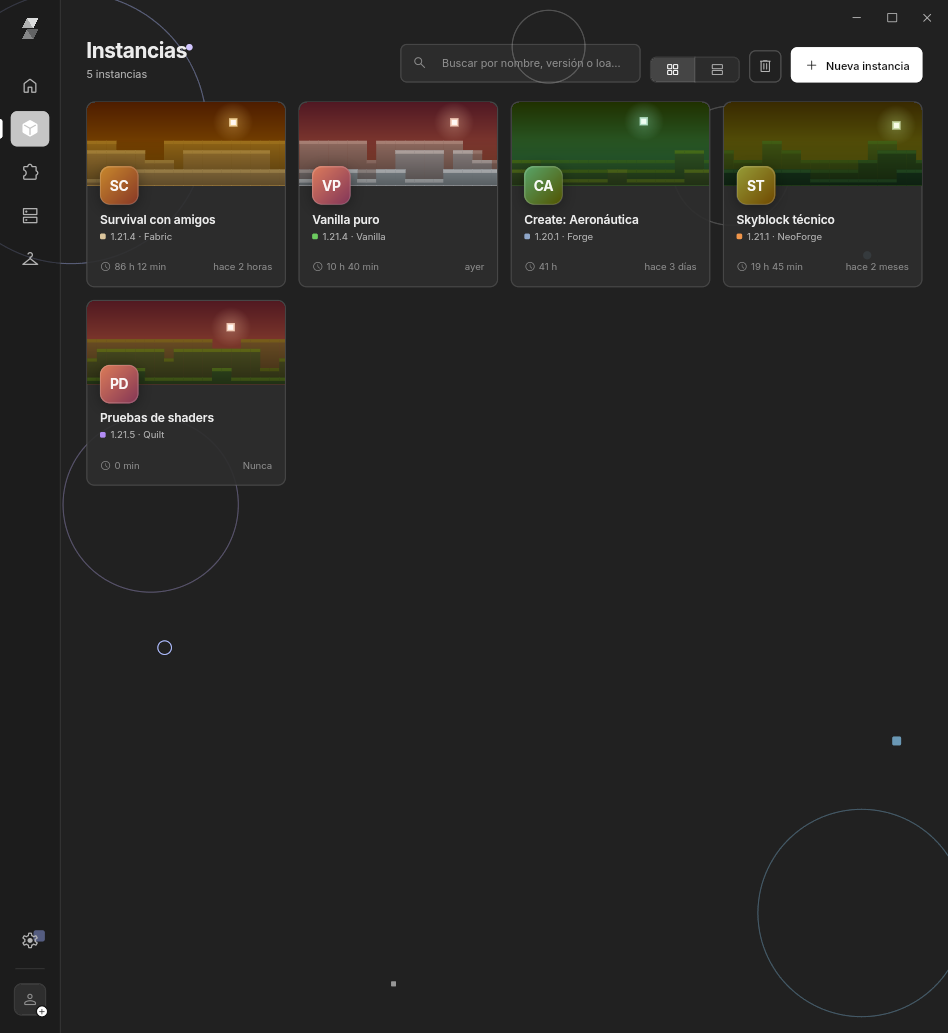 Instancias
5 instancias
Buscar por nombre, versión o loa...
Nueva instancia
SC
Survival con amigos
1.21.4 · Fabric
86 h 12 min
hace 2 horas
VP
Vanilla puro
1.21.4 · Vanilla
10 h 40 min
ayer
CA
Create: Aeronáutica
1.20.1 · Forge
41 h
hace 3 días
ST
Skyblock técnico
1.21.1 · NeoForge
19 h 45 min
hace 2 meses
PD
Pruebas de shaders
1.21.5 · Quilt
0 min
Nunca